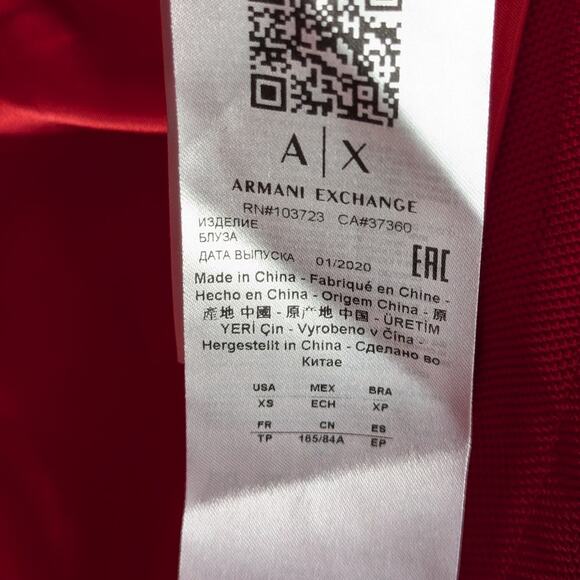 A|X
ARMANI EXCHANGE
RN#103723 CA#37360
ИЗДЕЛИЕ
БЛУЗА
ДАТА ВЫПУСКА 01/2020 EAC
Made in China - Fabriqué en Chine -
Hecho en China - Origem China - 原
產地 中國 - 原产地 中国 - ÜRETİM
YERİ Çin - Vyrobeno v Čína -
Hergestellt in China - Сделано во
Китае
USA MEX BRA
XS ECH XP
FR CN ES
TP 165/84A EP